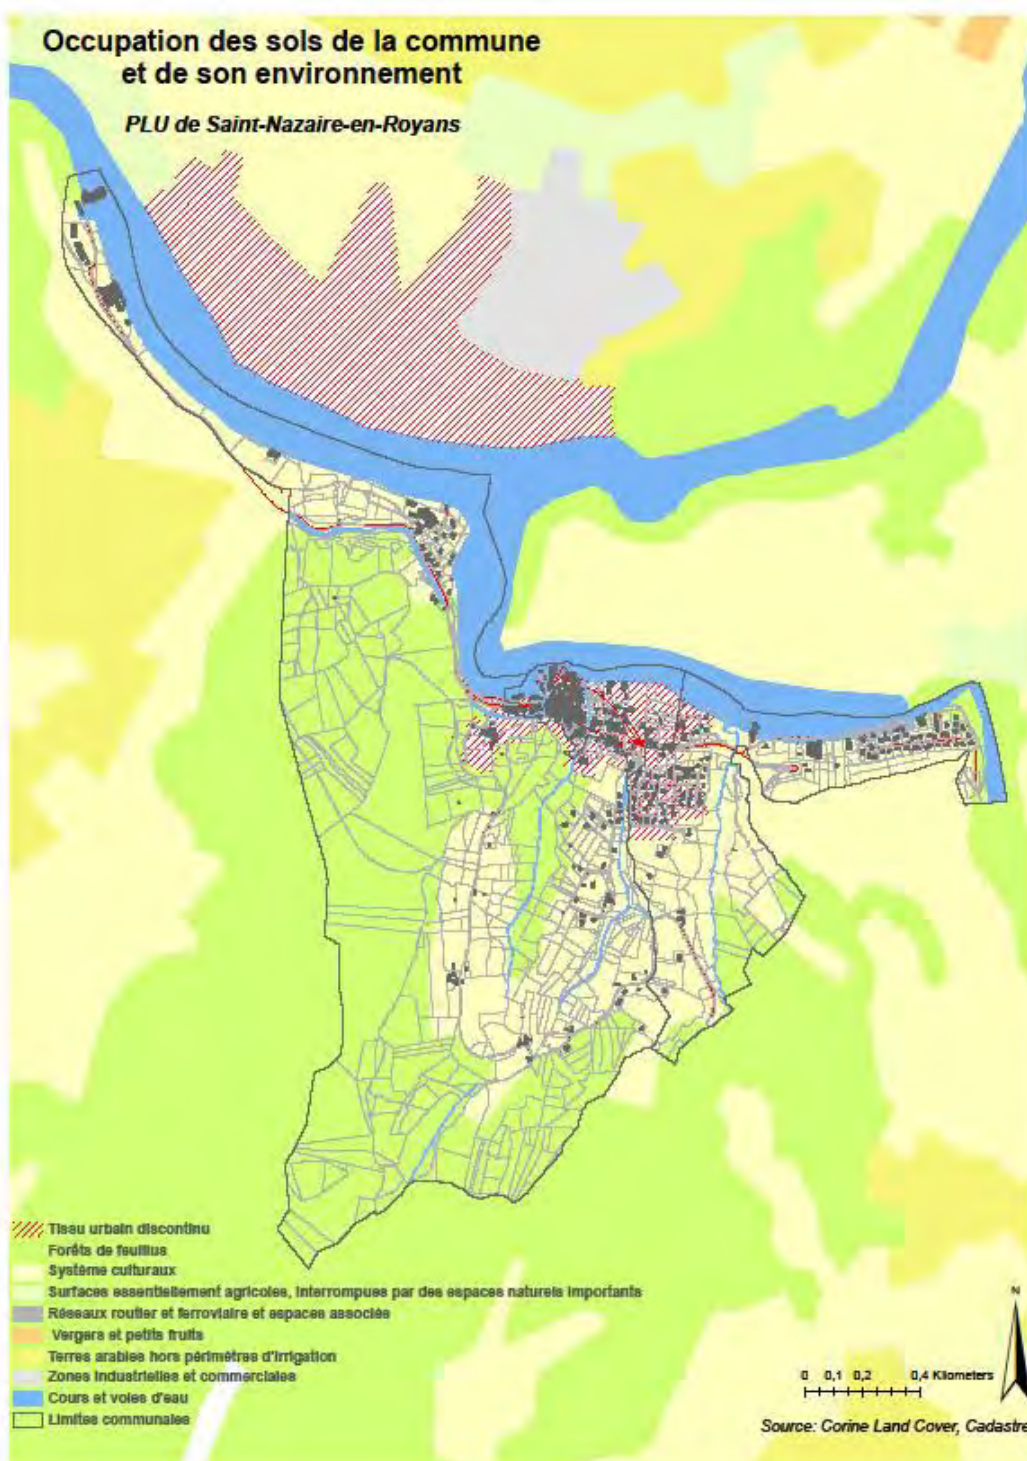 Occupation des sols de la commune
et de son environnement
PLU de Saint-Nazaire-en-Royans
Tissu urbain discontinu
Forêts de feuillus
Système culturaux
Surfaces essentiellement agricoles, interrompues par des espaces naturels importants
Réseaux routier et ferroviaire et espaces associés
Vergers et petits fruits
Terres arables hors périmètres d'irrigation
Zones industrielles et commerciales
Cours et voies d'eau
Limites communales
N
0 0,1 0,2 0,4 Kilometers
Source: Corine Land Cover, Cadastre